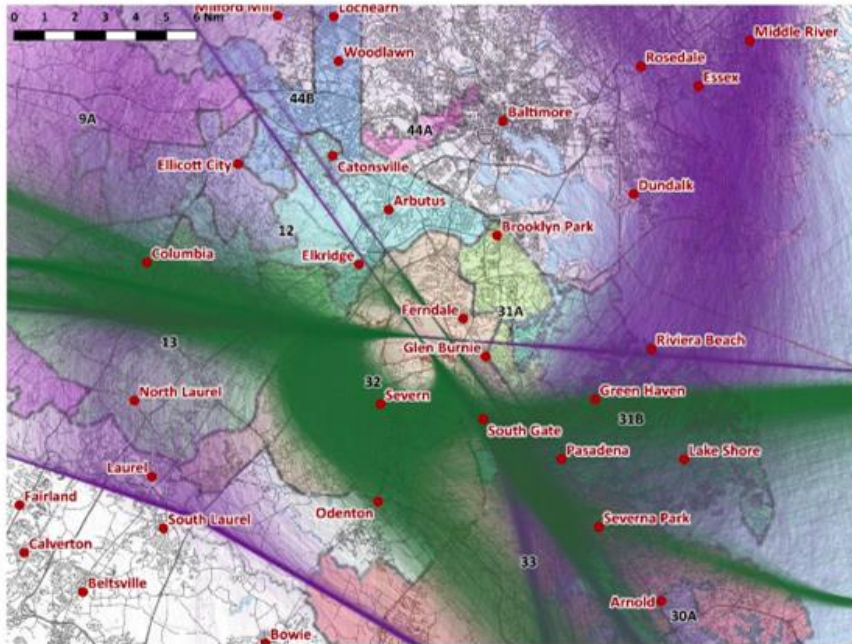 0 1 2 3 4 5 6 Nm
Milford Mill
Lochearn
Woodlawn
Middle River
Rosedale
Essex
44B
9A
44A
Baltimore
Ellicott City
Catonsville
Dundalk
Arbutus
12
Brooklyn Park
Columbia
Elkridge
Ferndale
31A
13
Glen Burnie
Riviera Beach
32
North Laurel
Severn
Green Haven
31B
South Gate
Pasadena
Lake Shore
Laurel
Fairland
South Laurel
Odenton
Severna Park
Calverton
33
Beltsville
Arnold
30A
Bowie